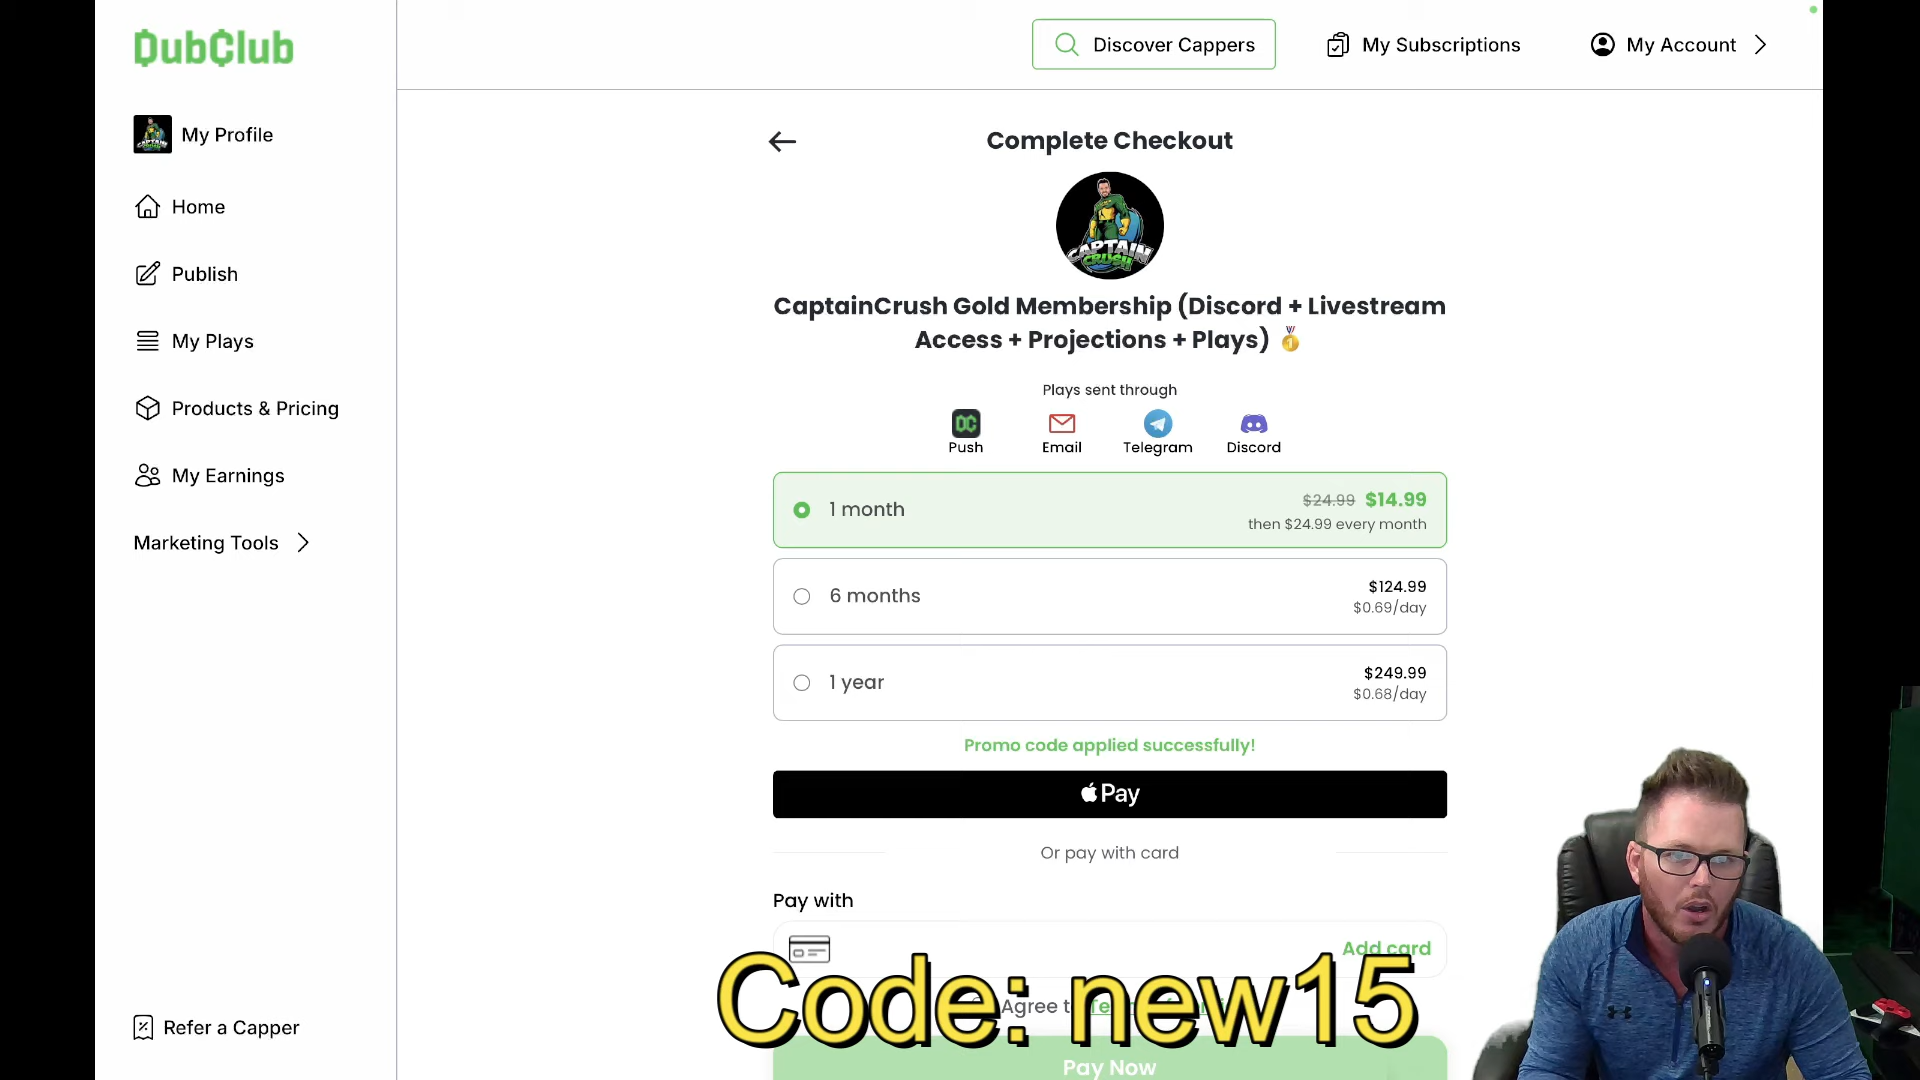 DubClub
Discover Cappers
My Subscriptions
My Account
My Profile
Home
Publish
My Plays
Products & Pricing
My Earnings
Marketing Tools
Refer a Capper
Complete Checkout
CAPTAIN
CRUSH
CaptainCrush Gold Membership (Discord + Livestream
Access + Projections + Plays)
Plays sent through
DC
Push
Email
Telegram
Discord
1 month
$24.99 $14.99
then $24.99 every month
6 months
$124.99
$0.69/day
1 year
$249.99
$0.68/day
Promo code applied successfully!
Pay
Or pay with card
Pay with
Add card
Agree
Code: new15
Pay Now